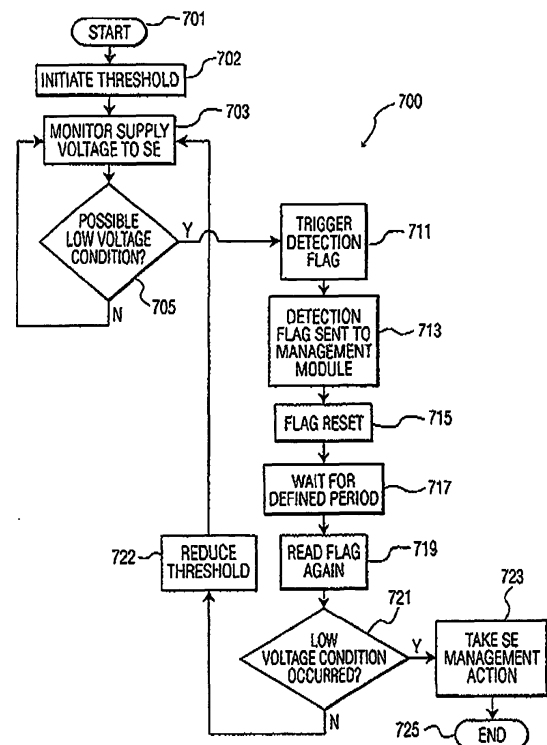 START
701
702
INITIATE THRESHOLD
703
MONITOR SUPPLY
VOLTAGE TO SE
700
POSSIBLE
LOW VOLTAGE
CONDITION?
Y
N
705
TRIGGER
DETECTION
FLAG
711
DETECTION
FLAG SENT TO
MANAGEMENT
MODULE
713
FLAG RESET
715
WAIT FOR
DEFINED PERIOD
717
READ FLAG
AGAIN
719
722
REDUCE
THRESHOLD
721
LOW
VOLTAGE CONDITION
OCCURRED?
Y
N
723
TAKE SE
MANAGEMENT
ACTION
725
END